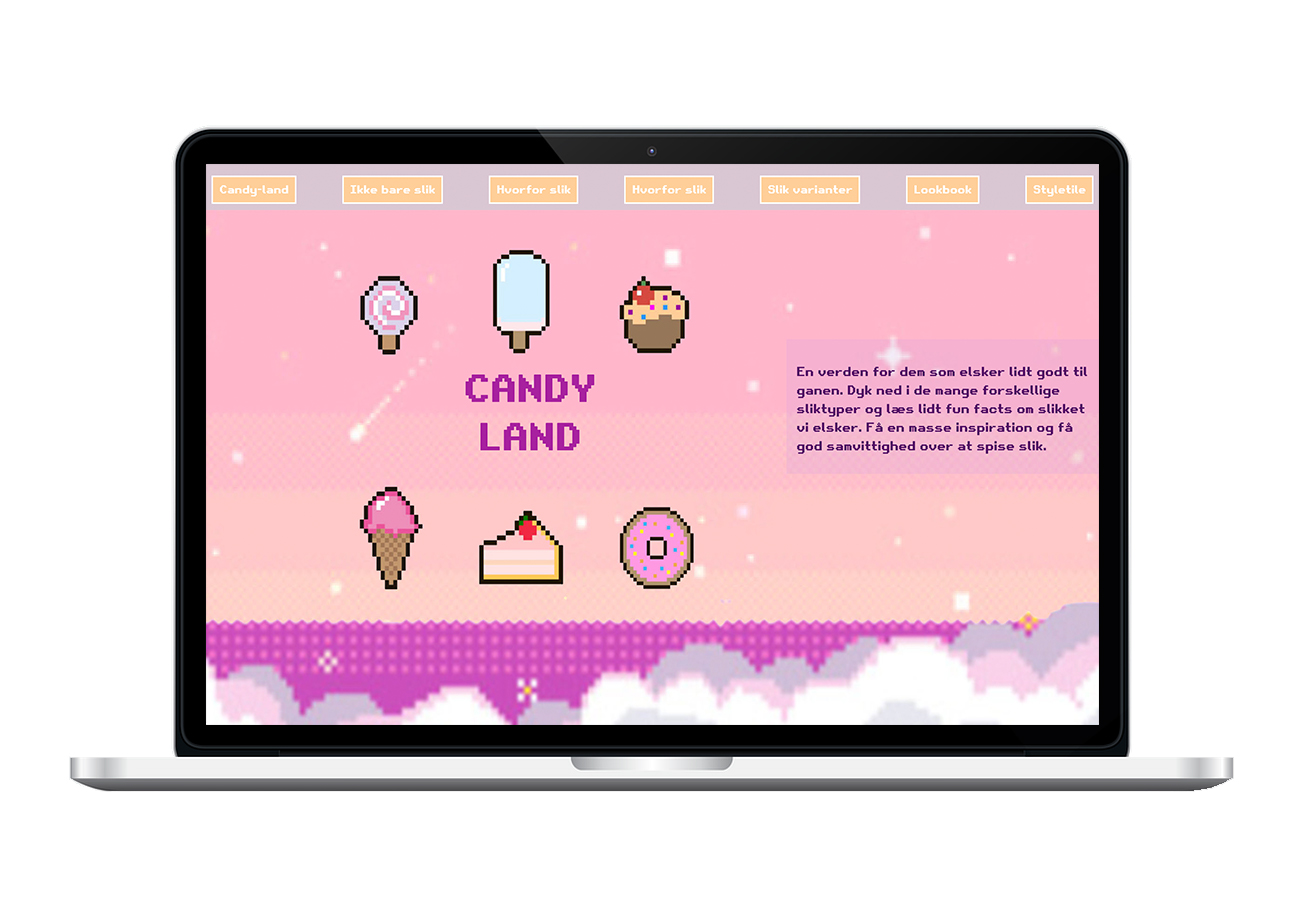 Candy-land
Ikke bare slik
Hvorfor slik
Hvorfor slik
Slik varianter
Lookbook
Styletile
CANDY
LAND
En verden for dem som elsker lidt godt til
ganen. Dyk ned i de mange forskellige
sliktyper og læs lidt fun facts om slikket
vi elsker. Få en masse inspiration og få
god samvittighed over at spise slik.